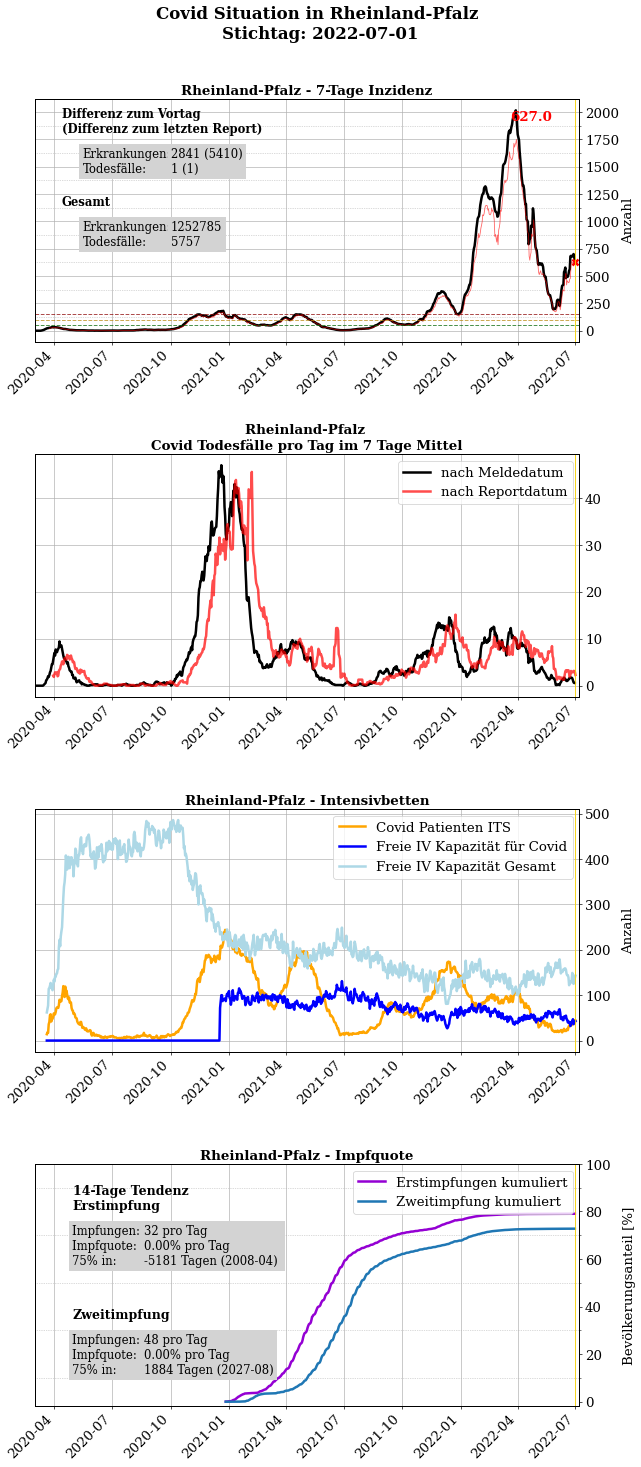 Covid Situation in Rheinland-Pfalz
Stichtag: 2022-07-01
Rheinland-Pfalz - 7-Tage Inzidenz
Differenz zum Vortag
(Differenz zum letzten Report)
Erkrankungen 2841 (5410)
Todesfälle: 1 (1)
Gesamt
Erkrankungen 1252785
Todesfälle: 5757
627.0
2000
1750
1500
1250
1000
750
500
250
0
Anzahl
2020-04 2020-07 2020-10 2021-01 2021-04 2021-07 2021-10 2022-01 2022-04 2022-07
Rheinland-Pfalz
Covid Todesfälle pro Tag im 7 Tage Mittel
nach Meldedatum
nach Reportdatum
40
30
20
10
0
2020-04 2020-07 2020-10 2021-01 2021-04 2021-07 2021-10 2022-01 2022-04 2022-07
Rheinland-Pfalz - Intensivbetten
Covid Patienten ITS
Freie IV Kapazität für Covid
Freie IV Kapazität Gesamt
500
400
300
200
100
0
Anzahl
2020-04 2020-07 2020-10 2021-01 2021-04 2021-07 2021-10 2022-01 2022-04 2022-07
Rheinland-Pfalz - Impfquote
14-Tage Tendenz
Erstimpfung
Impfungen: 32 pro Tag
Impfquote: 0.00% pro Tag
75% in: -5181 Tagen (2008-04)
Zweitimpfung
Impfungen: 48 pro Tag
Impfquote: 0.00% pro Tag
75% in: 1884 Tagen (2027-08)
Erstimpfungen kumuliert
Zweitimpfung kumuliert
100
80
60
40
20
0
Bevölkerungsanteil [%]
2020-04 2020-07 2020-10 2021-01 2021-04 2021-07 2021-10 2022-01 2022-04 2022-07